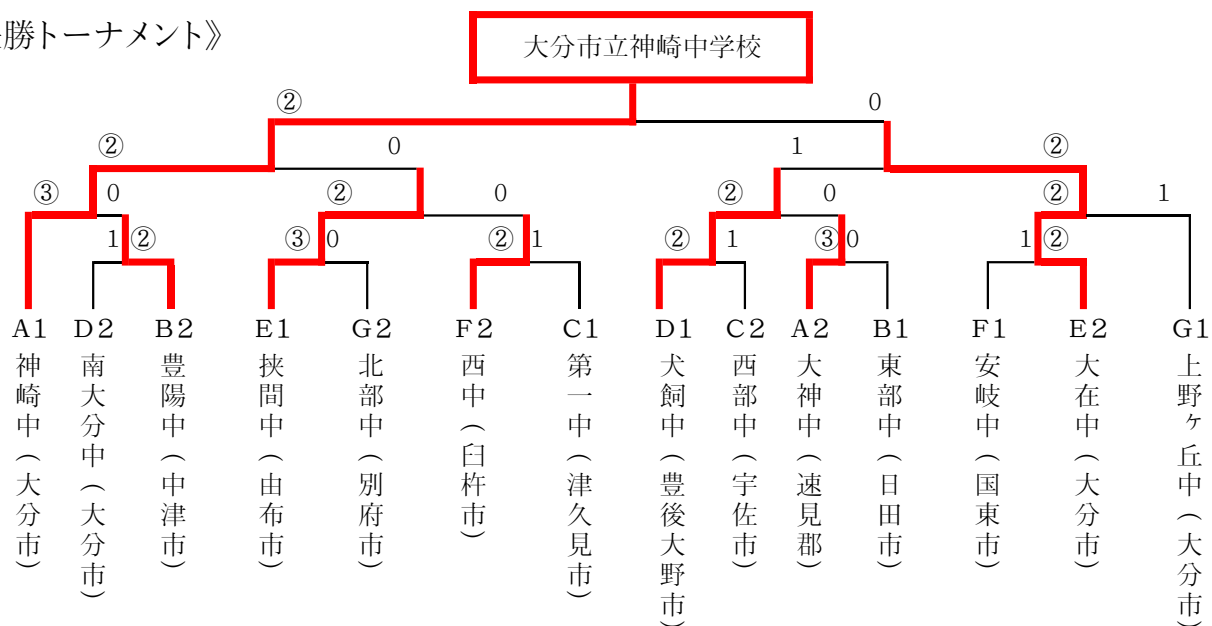 勝トーナメント》
大分市立神崎中学校
② 0
② 0 1 ②
③ 0 ② 0 ② 0 ② 1
1 ② ③ 0 ② 1 ② 1 ③ 0 1 ②
A1 D2 B2 E1 G2 F2 C1 D1 C2 A2 B1 F1 E2 G1
神崎中(大分市)
南大分中(大分市)
豊陽中(中津市)
挟間中(由布市)
北部中(別府市)
西中(臼杵市)
第一中(津久見市)
犬飼中(豊後大野市)
西部中(宇佐市)
大神中(速見郡)
東部中(日田市)
安岐中(国東市)
大在中(大分市)
上野ヶ丘中(大分市)